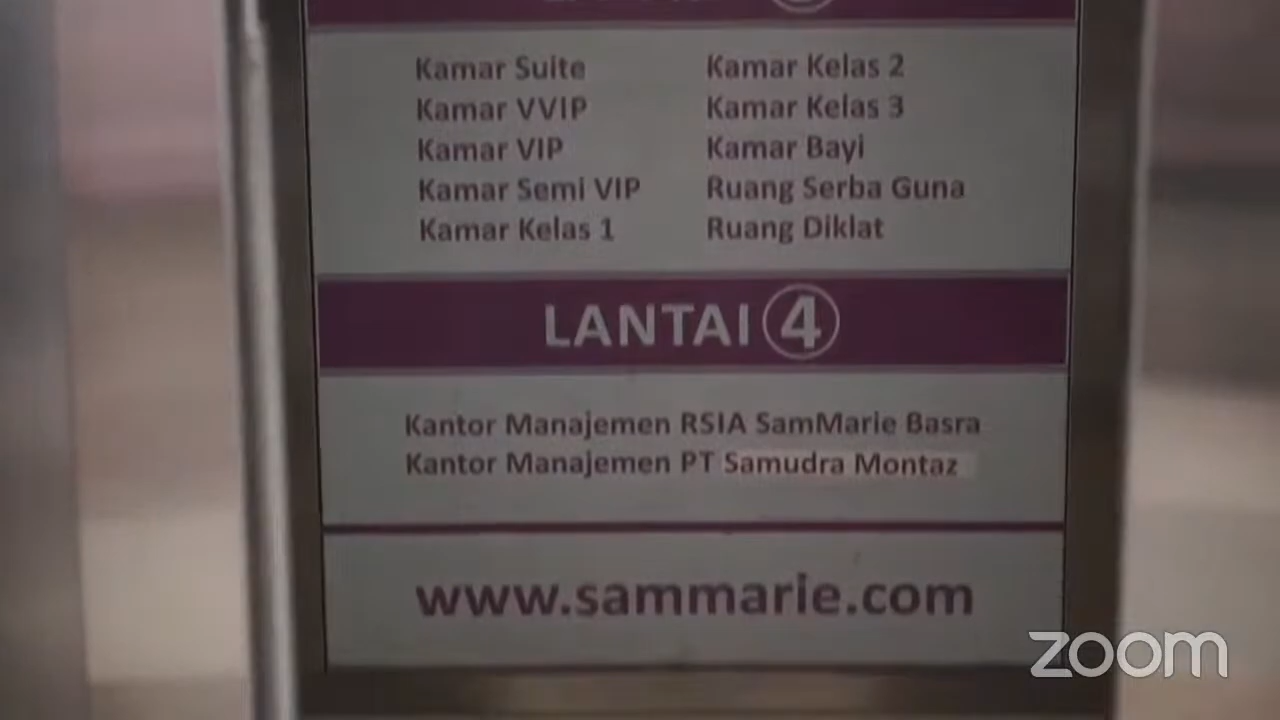 Kamar Suite
Kamar VVIP
Kamar VIP
Kamar Semi VIP
Kamar Kelas 1
Kamar Kelas 2
Kamar Kelas 3
Kamar Bayi
Ruang Serba Guna
Ruang Diklat
LANTAI 4
Kantor Manajemen RSIA SamMarie Basra
Kantor Manajemen PT Samudra Montaz
www.sammarie.com
zoom